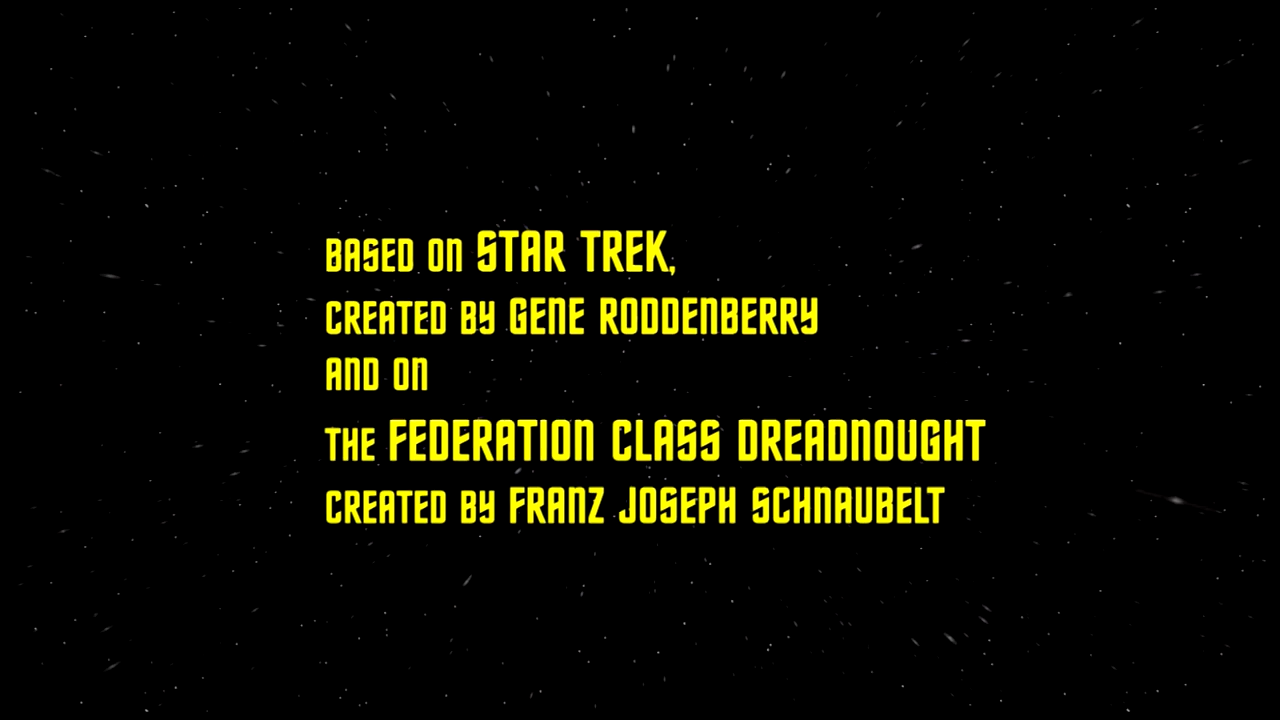 BASED ON STAR TREK,
CREATED BY GENE RODDENBERRY
AND ON
THE FEDERATION CLASS DREADNOUGHT
CREATED BY FRANZ JOSEPH SCHNAUBELT